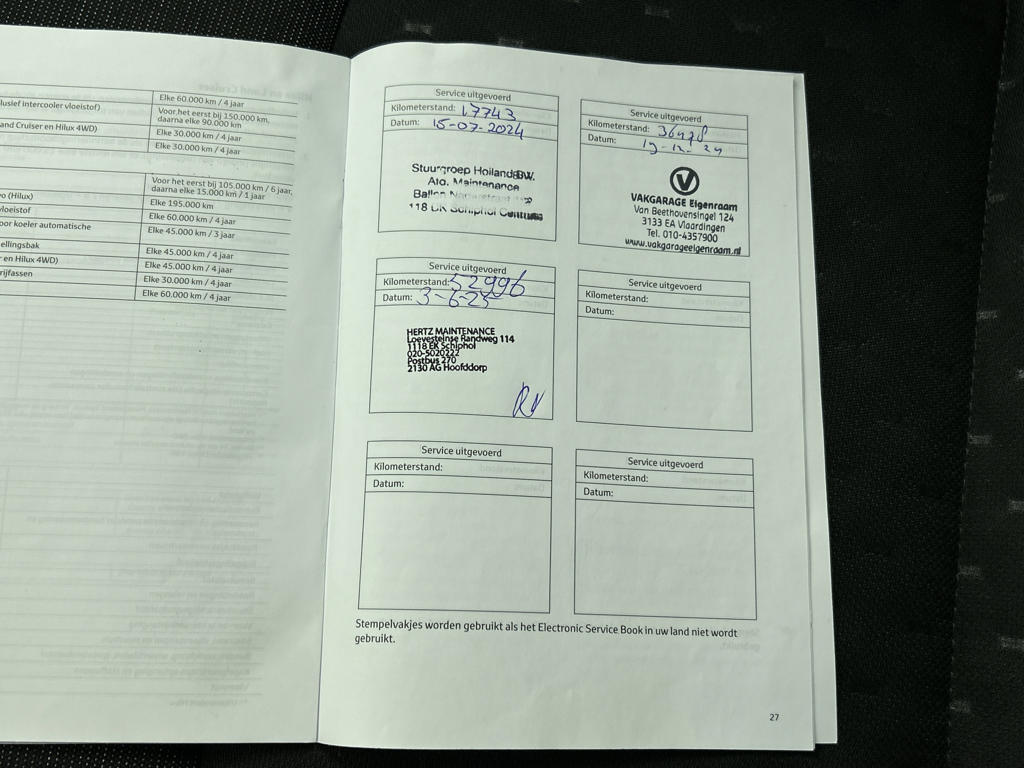 Elke 60.000 km / 4 jaar
lusief intercooler vloeistof)
Voor het eerst bij 150.000 km,
daarna elke 90.000 km
and Cruiser en Hilux 4WD)
Elke 30.000 km / 4 jaar
Elke 30.000 km / 4 jaar
Voor het eerst bij 105.000 km / 6 jaar,
daarna elke 15.000 km / 1 jaar
o (Hilux)
Elke 195.000 km
vloeistof
Elke 60.000 km / 4 jaar
oor koeler automatische
Elke 45.000 km / 3 jaar
ellingsbak
Elke 45.000 km / 4 jaar
r en Hilux 4WD)
Elke 45.000 km / 4 jaar
rijfassen
Elke 30.000 km / 4 jaar
Elke 60.000 km / 4 jaar
Service uitgevoerd
Kilometerstand: 17743
Datum: 15-07-2024
Stuurgroep Holland BW.
Maintenance
118 Schiphol
Service uitgevoerd
Kilometerstand: 36478
Datum: 19-12-24
VAKGARAGE Eigenraam
Van Beethovensingel 124
3133 EA Vlaardingen
Tel. 010-4357900
www.vakgarageeigenraam.nl
Service uitgevoerd
Kilometerstand: 52996
Datum: 3-6-25
HERTZ MAINTENANCE
Loevesteinse Randweg 114
1118 EK Schiphol
020-5020222
Postbus 270
2130 AG Hoofddorp
Service uitgevoerd
Kilometerstand:
Datum:
Service uitgevoerd
Kilometerstand:
Datum:
Service uitgevoerd
Kilometerstand:
Datum:
Stempelvakjes worden gebruikt als het Electronic Service Book in uw land niet wordt
gebruikt.
27